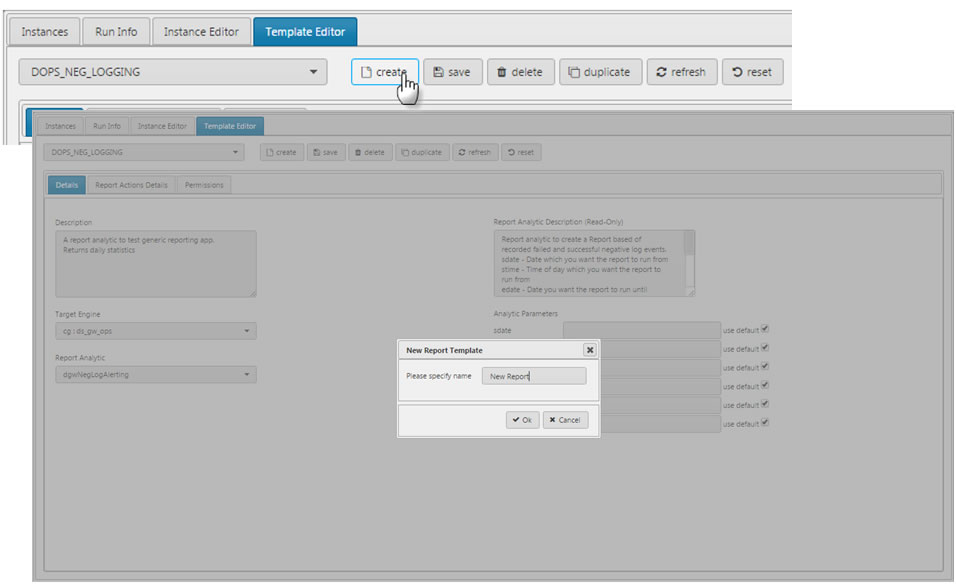 Instances Run Info Instance Editor Template Editor
DOPS_NEG_LOGGING create save delete duplicate refresh reset
Instances Run Info Instance Editor Template Editor
DOPS_NEG_LOGGING create save delete duplicate refresh reset
Details Report Actions Details Permissions
Description
A report analytic to test generic reporting app.
Returns daily statistics
Target Engine
cg : ds_gw_ops
Report Analytic
dgwNegLogAlerting
Report Analytic Description (Read-Only)
Report analytic to create a Report based of
recorded failed and successful negative log events.
sdate - Date which you want the report to run from
stime - Time of day which you want the report to
run from
edate - Date you want the report to run until
Analytic Parameters
sdate use default
use default
use default
use default
use default
use default
New Report Template
Please specify name New Report
Ok Cancel